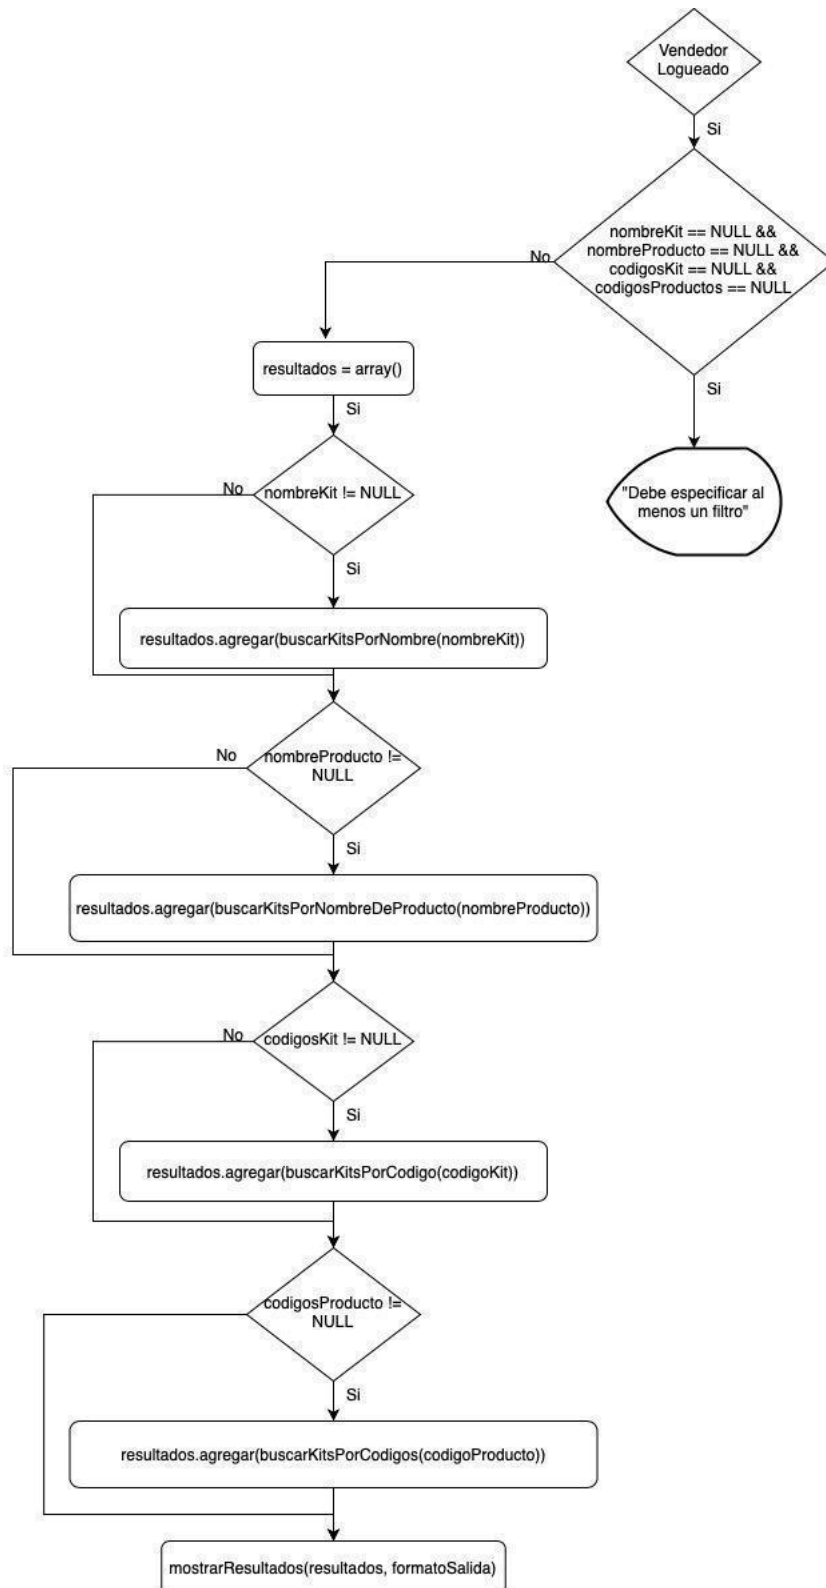 Vendedor
Logueado
Si
nombreKit == NULL &&
nombreProducto == NULL &&
codigosKit == NULL &&
codigosProductos == NULL
No
Si
"Debe especificar al
menos un filtro"
resultados = array()
Si
nombreKit != NULL
No
Si
resultados.agregar(buscarKitsPorNombre(nombreKit))
nombreProducto !=
NULL
No
Si
resultados.agregar(buscarKitsPorNombreDeProducto(nombreProducto))
codigosKit != NULL
No
Si
resultados.agregar(buscarKitsPorCodigo(codigoKit))
codigosProducto !=
NULL
Si
resultados.agregar(buscarKitsPorCodigos(codigoProducto))
mostrarResultados(resultados, formatoSalida)